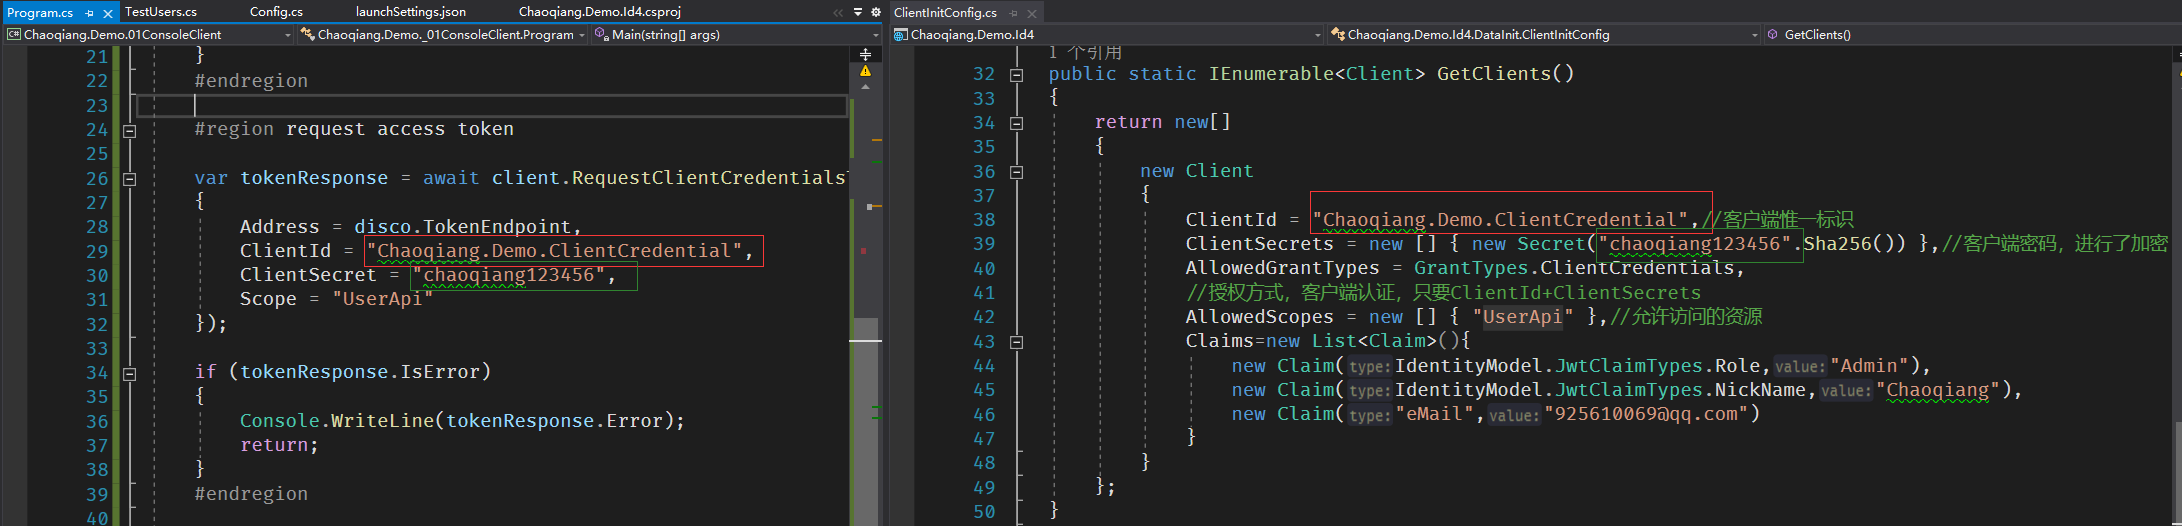 Program.cs
TestUsers.cs
Config.cs
launchSettings.json
Chaoqiang.Demo.Id4.csproj
C# Chaoqiang.Demo.01ConsoleClient
Chaoqiang.Demo._01ConsoleClient.Program
Main(string[] args)
21 }
22 #endregion
23
24 #region request access token
25
26 var tokenResponse = await client.RequestClientCredentials
27 {
28 Address = disco.TokenEndpoint,
29 ClientId = "Chaoqiang.Demo.ClientCredential",
30 ClientSecret = "chaoqiang123456",
31 Scope = "UserApi"
32 });
33
34 if (tokenResponse.IsError)
35 {
36 Console.WriteLine(tokenResponse.Error);
37 return;
38 }
39 #endregion
40
ClientInitConfig.cs
Chaoqiang.Demo.Id4
Chaoqiang.Demo.Id4.DataInit.ClientInitConfig
GetClients()
1 个引用
32 public static IEnumerable<Client> GetClients()
33 {
34 return new[]
35 {
36 new Client
37 {
38 ClientId = "Chaoqiang.Demo.ClientCredential",//客户端惟一标识
39 ClientSecrets = new [] { new Secret("chaoqiang123456".Sha256()) },//客户端密码，进行了加密
40 AllowedGrantTypes = GrantTypes.ClientCredentials,
41 //授权方式，客户端认证，只要ClientId+ClientSecrets
42 AllowedScopes = new [] { "UserApi" },//允许访问的资源
43 Claims=new List<Claim>(){
44 new Claim(type:IdentityModel.JwtClaimTypes.Role,value:"Admin"),
45 new Claim(type:IdentityModel.JwtClaimTypes.NickName,value:"Chaoqiang"),
46 new Claim(type:"eMail",value:"925610069@qq.com")
47 }
48 }
49 };
50 }